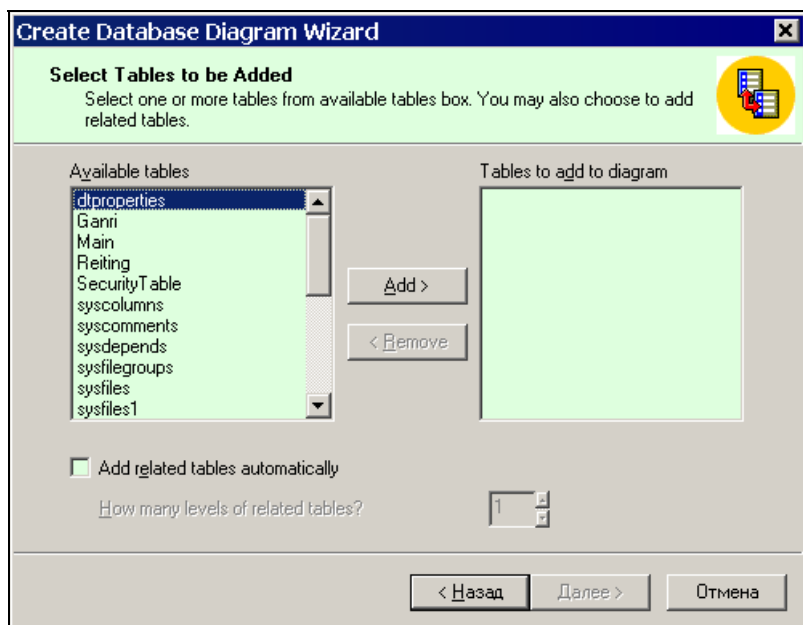 Create Database Diagram Wizard
Select Tables to be Added
Select one or more tables from available tables box. You may also choose to add
related tables.
Available tables
Tables to add to diagram
dtproperties
Ganri
Main
Reiting
SecurityTable
syscolumns
syscomments
sysdepends
sysfilegroups
sysfiles
sysfiles1
Add >
< Remove
Add related tables automatically
How many levels of related tables?
1
< Назад
Далее >
Отмена